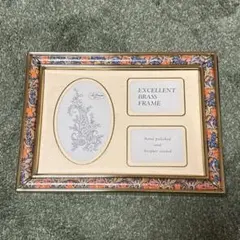 EXCELLENT
BRASS
FRAME
hand polished
and
lacquer coated